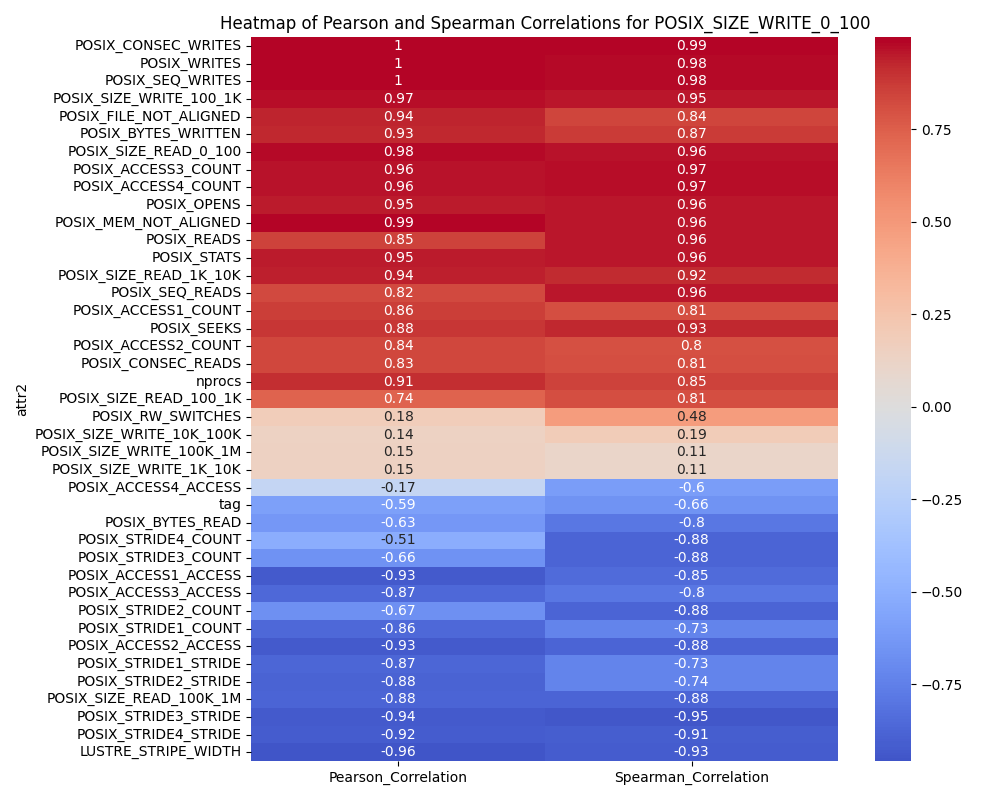 Heatmap of Pearson and Spearman Correlations for POSIX_SIZE_WRITE_0_100
attr2
POSIX_CONSEC_WRITES 1 0.99
POSIX_WRITES 1 0.98
POSIX_SEQ_WRITES 1 0.98
POSIX_SIZE_WRITE_100_1K 0.97 0.95
POSIX_FILE_NOT_ALIGNED 0.94 0.84
POSIX_BYTES_WRITTEN 0.93 0.87
POSIX_SIZE_READ_0_100 0.98 0.96
POSIX_ACCESS3_COUNT 0.96 0.97
POSIX_ACCESS4_COUNT 0.96 0.97
POSIX_OPENS 0.95 0.96
POSIX_MEM_NOT_ALIGNED 0.99 0.96
POSIX_READS 0.85 0.96
POSIX_STATS 0.95 0.96
POSIX_SIZE_READ_1K_10K 0.94 0.92
POSIX_SEQ_READS 0.82 0.96
POSIX_ACCESS1_COUNT 0.86 0.81
POSIX_SEEKS 0.88 0.93
POSIX_ACCESS2_COUNT 0.84 0.8
POSIX_CONSEC_READS 0.83 0.81
nprocs 0.91 0.85
POSIX_SIZE_READ_100_1K 0.74 0.81
POSIX_RW_SWITCHES 0.18 0.48
POSIX_SIZE_WRITE_10K_100K 0.14 0.19
POSIX_SIZE_WRITE_100K_1M 0.15 0.11
POSIX_SIZE_WRITE_1K_10K 0.15 0.11
POSIX_ACCESS4_ACCESS -0.17 -0.6
tag -0.59 -0.66
POSIX_BYTES_READ -0.63 -0.8
POSIX_STRIDE4_COUNT -0.51 -0.88
POSIX_STRIDE3_COUNT -0.66 -0.88
POSIX_ACCESS1_ACCESS -0.93 -0.85
POSIX_ACCESS3_ACCESS -0.87 -0.8
POSIX_STRIDE2_COUNT -0.67 -0.88
POSIX_STRIDE1_COUNT -0.86 -0.73
POSIX_ACCESS2_ACCESS -0.93 -0.88
POSIX_STRIDE1_STRIDE -0.87 -0.73
POSIX_STRIDE2_STRIDE -0.88 -0.74
POSIX_SIZE_READ_100K_1M -0.88 -0.88
POSIX_STRIDE3_STRIDE -0.94 -0.95
POSIX_STRIDE4_STRIDE -0.92 -0.91
LUSTRE_STRIPE_WIDTH -0.96 -0.93
Pearson_Correlation Spearman_Correlation
0.75
0.50
0.25
0.00
−0.25
−0.50
−0.75